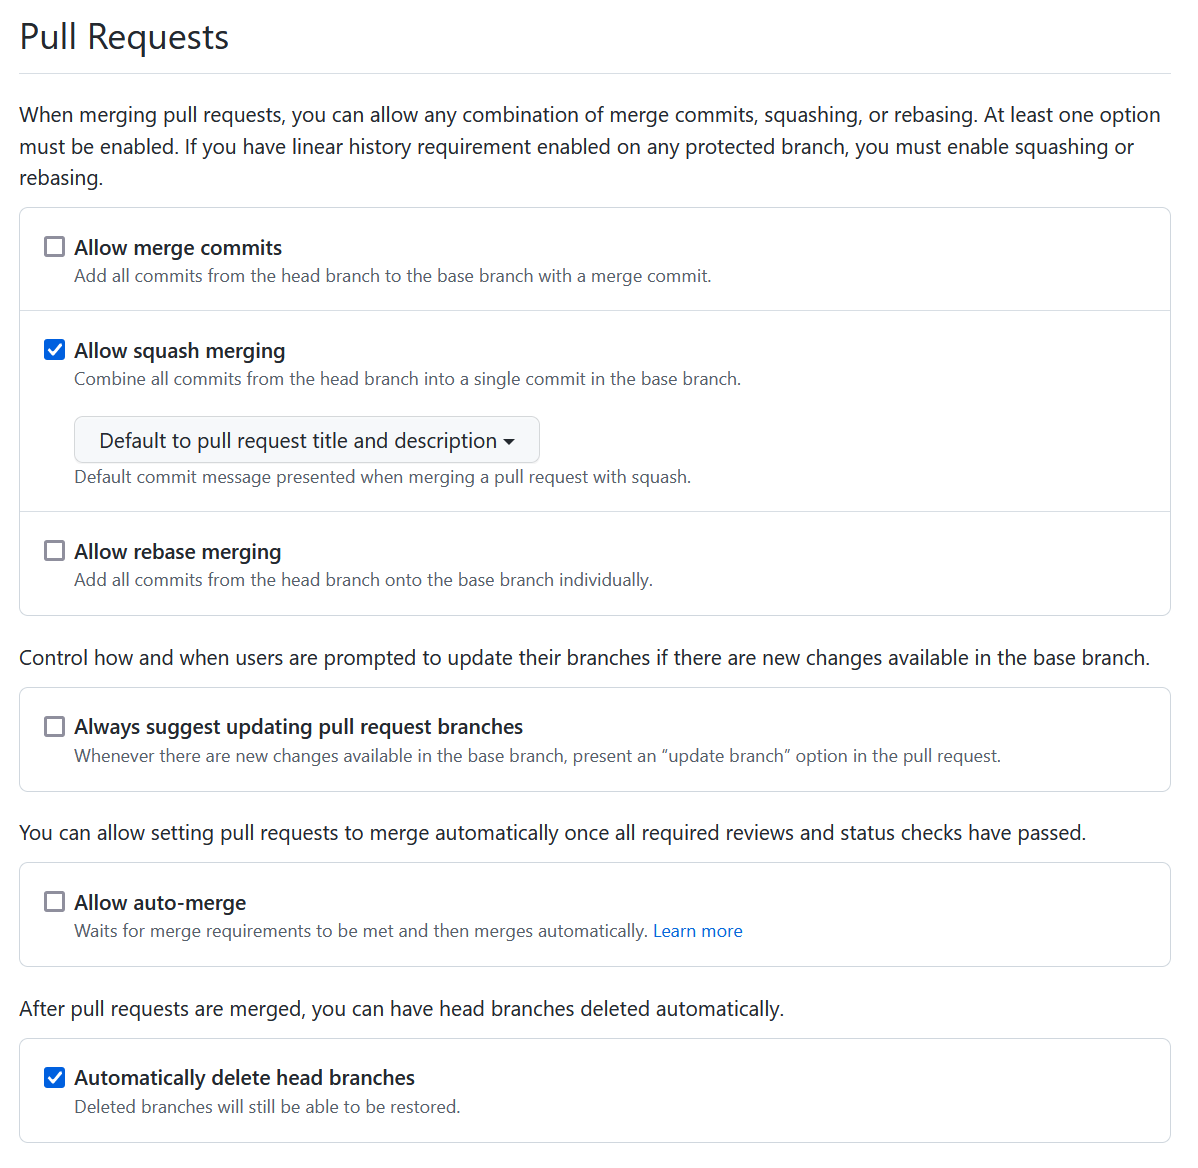 Pull Requests
When merging pull requests, you can allow any combination of merge commits, squashing, or rebasing. At least one option
must be enabled. If you have linear history requirement enabled on any protected branch, you must enable squashing or
rebasing.
Allow merge commits
Add all commits from the head branch to the base branch with a merge commit.
Allow squash merging
Combine all commits from the head branch into a single commit in the base branch.
Default to pull request title and description
Default commit message presented when merging a pull request with squash.
Allow rebase merging
Add all commits from the head branch onto the base branch individually.
Control how and when users are prompted to update their branches if there are new changes available in the base branch.
Always suggest updating pull request branches
Whenever there are new changes available in the base branch, present an “update branch” option in the pull request.
You can allow setting pull requests to merge automatically once all required reviews and status checks have passed.
Allow auto-merge
Waits for merge requirements to be met and then merges automatically. Learn more
After pull requests are merged, you can have head branches deleted automatically.
Automatically delete head branches
Deleted branches will still be able to be restored.